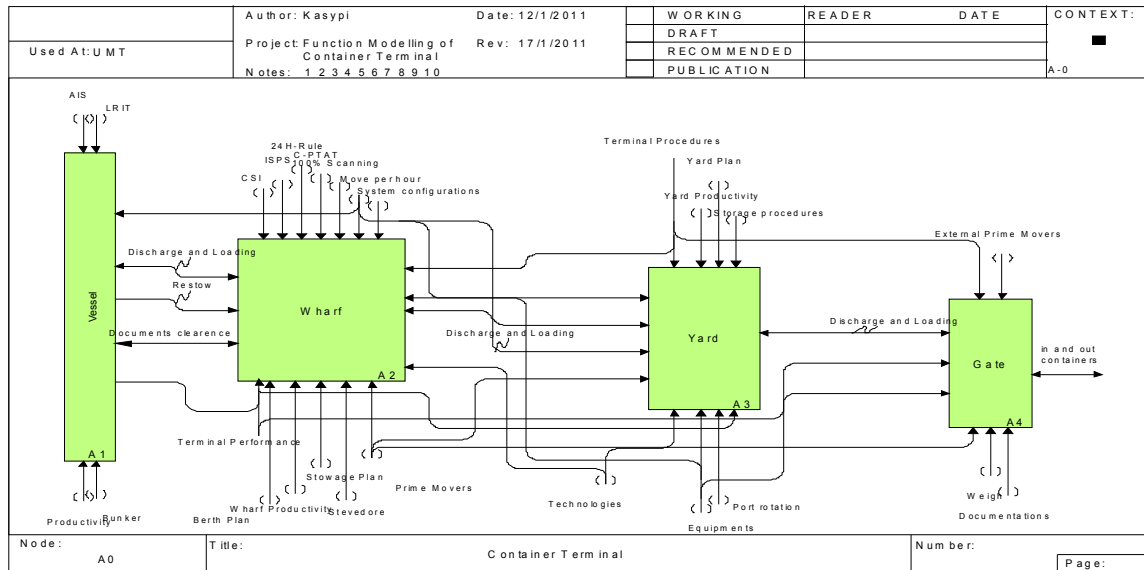 Used At: UMT
Author: Kasypi
Date: 12/1/2011
Project: Function Modelling of
Container Terminal
Rev: 17/1/2011
Notes: 1 2 3 4 5 6 7 8 9 10
WORKING
DRAFT
RECOMMENDED
PUBLICATION
READER
DATE
CONTEXT:
A-0
AIS
LRIT
24H-Rule
C-PTAT
ISPS
100% Scanning
CSI
Move per hour
System configurations
Terminal Procedures
Yard Plan
Yard Productivity
Storage procedures
External Prime Movers
Discharge and Loading
Restow
Documents clearence
Vessel
A1
Wharf
A2
Discharge and Loading
Yard
A3
Discharge and Loading
Gate
A4
in and out
containers
Terminal Performance
Stowage Plan
Prime Movers
Wharf Productivity
Stevedore
Berth Plan
Productivity
Bunker
Technologies
Port rotation
Equipments
Weigh
Documentations
Node:
A0
Title:
Container Terminal
Number:
Page: